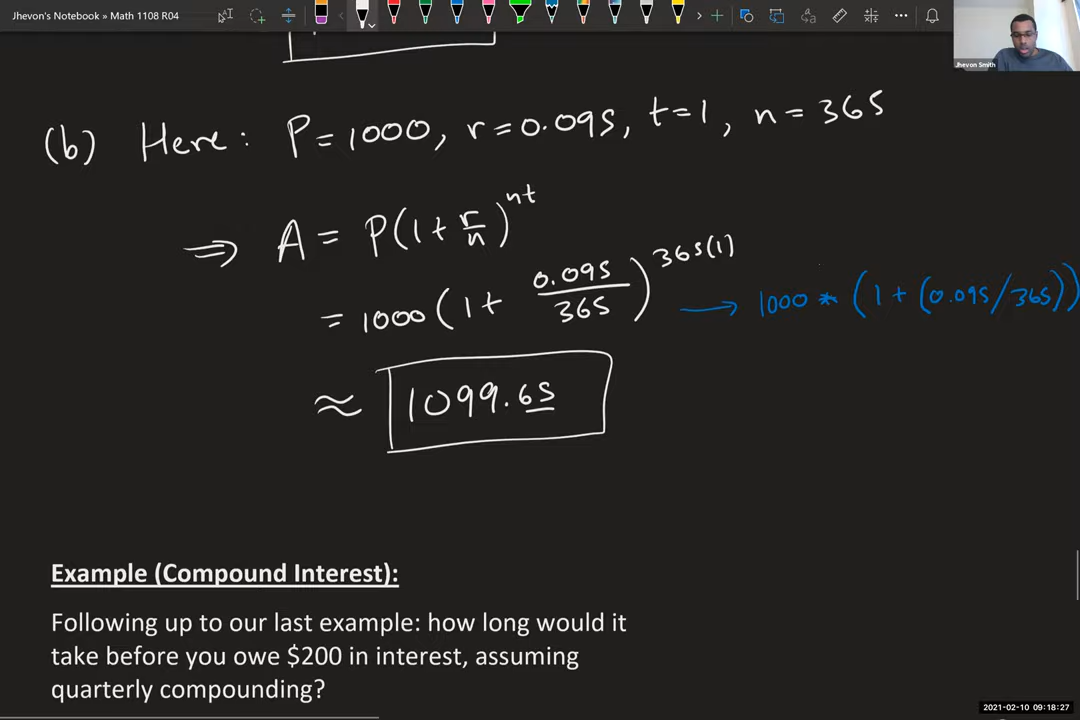 Jhevon's Notebook » Math 1108 R04
Jhevon Smith
(b) Here: P=1000, r=0.095, t=1, n=365
⇒ A = P(1+r/n)^nt
= 1000(1+0.095/365)^365(1) → 1000*(1+(0.095/365))
≈ 1099.65
Example (Compound Interest):
Following up to our last example: how long would it
take before you owe $200 in interest, assuming
quarterly compounding?
2021-02-10 09:18:27